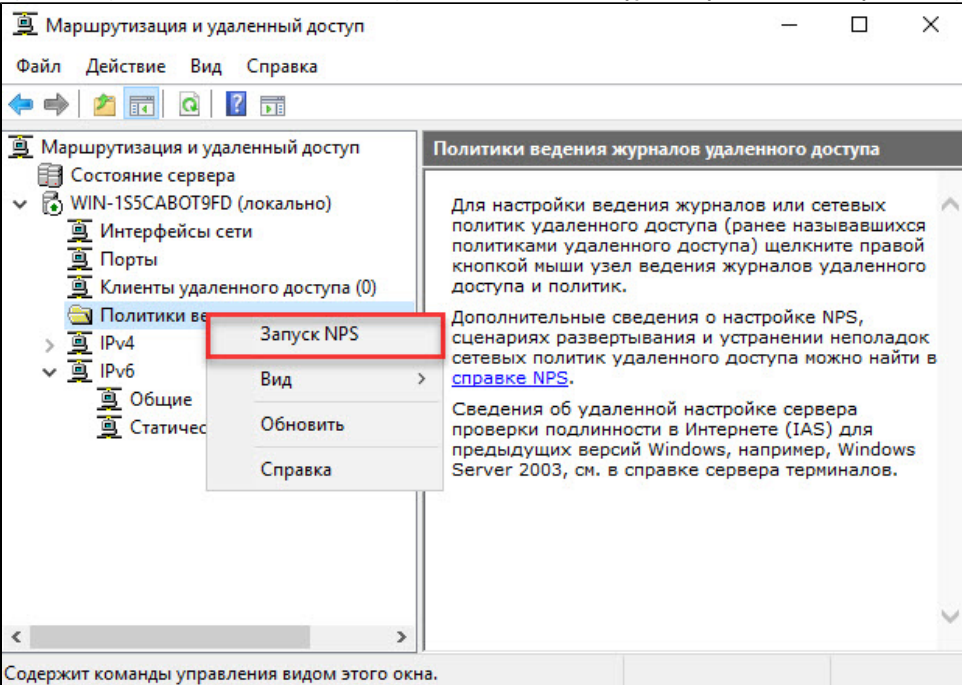 Маршрутизация и удаленный доступ
Файл Действие Вид Справка
Маршрутизация и удаленный доступ
Состояние сервера
WIN-1S5CABOT9FD (локально)
Интерфейсы сети
Порты
Клиенты удаленного доступа (0)
Политики ве
IPv4
IPv6
Общие
Статичес
Запуск NPS
Вид
Обновить
Справка
Политики ведения журналов удаленного доступа
Для настройки ведения журналов или сетевых
политик удаленного доступа (ранее называвшихся
политиками удаленного доступа) щелкните правой
кнопкой мыши узел ведения журналов удаленного
доступа и политик.
Дополнительные сведения о настройке NPS,
сценариях развертывания и устранении неполадок
сетевых политик удаленного доступа можно найти в
справке NPS.
Сведения об удаленной настройке сервера
проверки подлинности в Интернете (IAS) для
предыдущих версий Windows, например, Windows
Server 2003, см. в справке сервера терминалов.
Содержит команды управления видом этого окна.